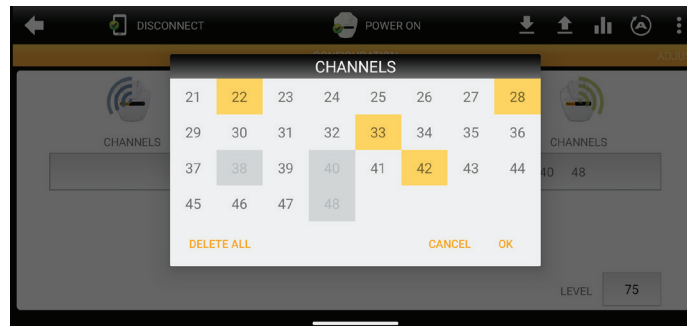 DISCONNECT
POWER ON
CHANNELS
21 22 23 24 25 26 27 28
29 30 31 32 33 34 35 36
37 38 39 40 41 42 43 44
45 46 47 48
DELETE ALL
CANCEL
OK
CHANNELS
CHANNELS
40 48
LEVEL 75